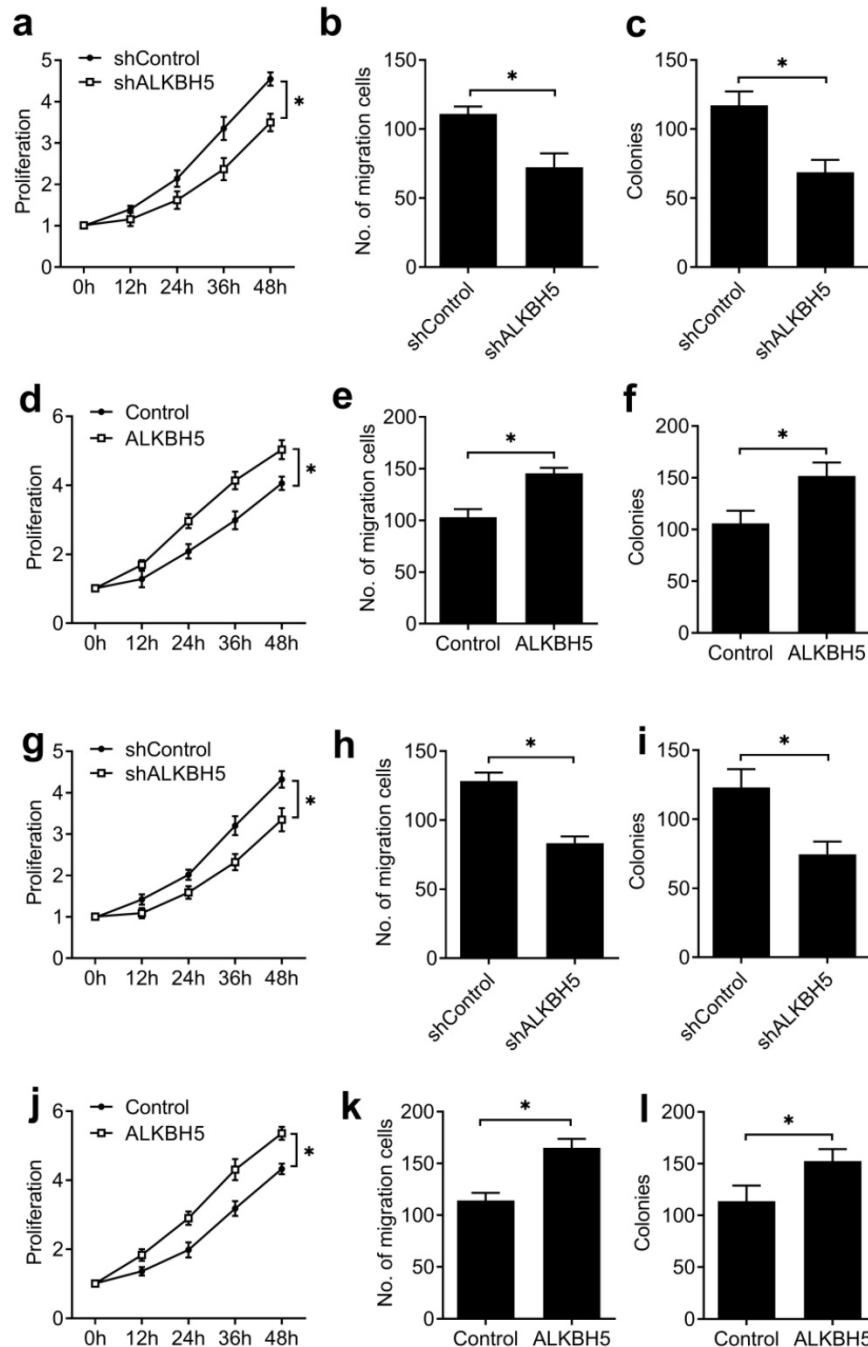 a
shControl
shALKBH5
*
Proliferation
5
4
3
2
1
0
0h 12h 24h 36h 48h
b
*
No. of migration cells
150
100
50
0
shControl
shALKBH5
c
*
Colonies
150
100
50
0
shControl
shALKBH5
d
Control
ALKBH5
*
Proliferation
6
4
2
0
0h 12h 24h 36h 48h
e
*
No. of migration cells
200
150
100
50
0
Control ALKBH5
f
*
Colonies
200
150
100
50
0
Control ALKBH5
g
shControl
shALKBH5
*
Proliferation
5
4
3
2
1
0
0h 12h 24h 36h 48h
h
*
No. of migration cells
150
100
50
0
shControl
shALKBH5
i
*
Colonies
150
100
50
0
shControl
shALKBH5
j
Control
ALKBH5
*
Proliferation
6
4
2
0
0h 12h 24h 36h 48h
k
*
No. of migration cells
200
150
100
50
0
Control ALKBH5
l
*
Colonies
200
150
100
50
0
Control ALKBH5